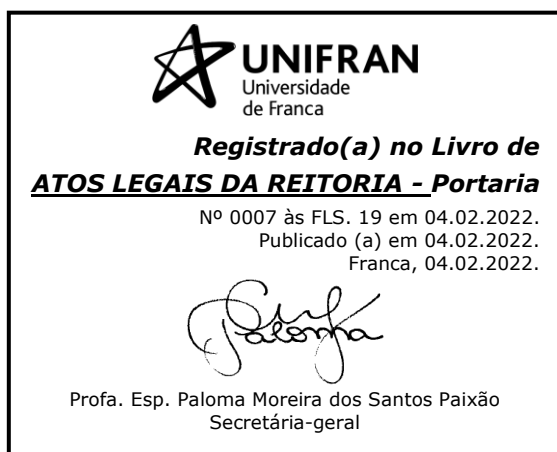 UNIFRAN
Universidade
de Franca
Registrado(a) no Livro de
ATOS LEGAIS DA REITORIA - Portaria
Nº 0007 às FLS. 19 em 04.02.2022.
Publicado (a) em 04.02.2022.
Franca, 04.02.2022.
Paloma
Profa. Esp. Paloma Moreira dos Santos Paixão
Secretária-geral